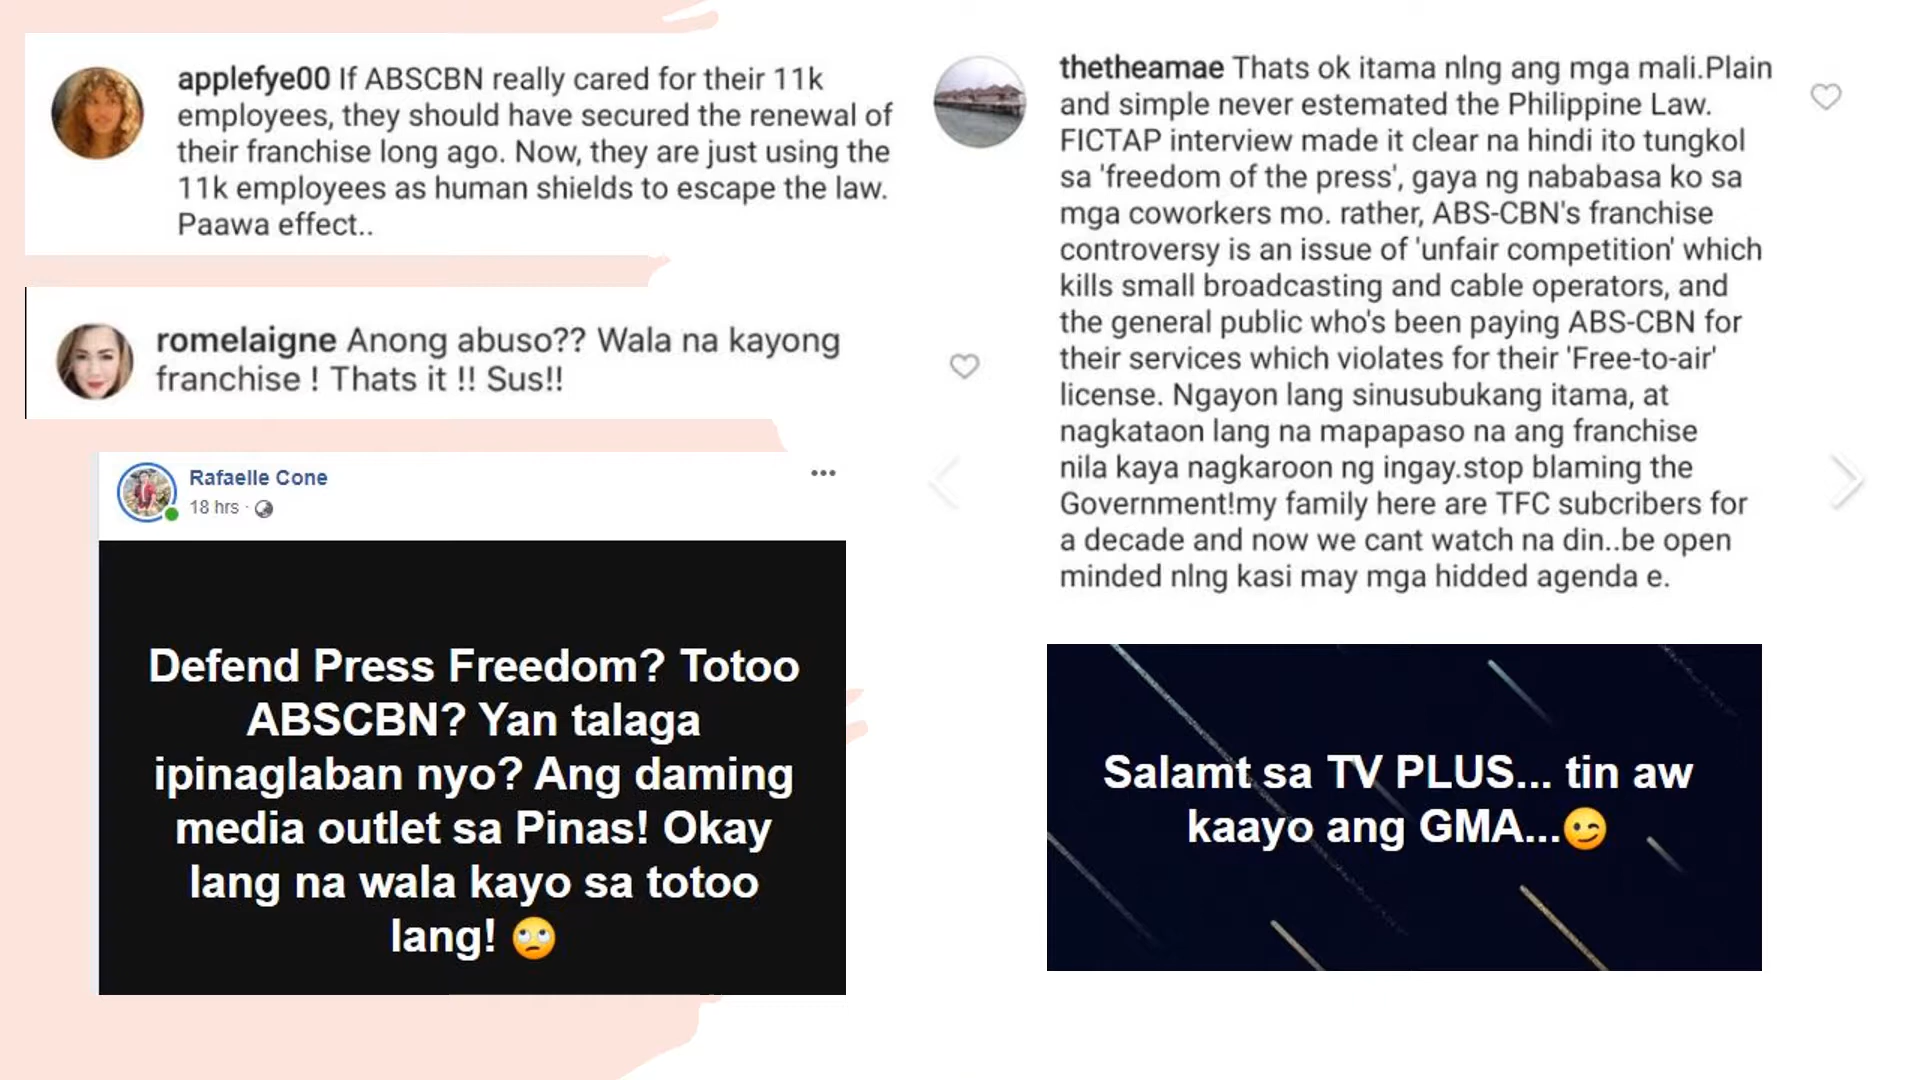 applefye00 If ABSCBN really cared for their 11k
employees, they should have secured the renewal of
their franchise long ago. Now, they are just using the
11k employees as human shields to escape the law.
Paawa effect..
romelaigne Anong abuso?? Wala na kayong
franchise ! Thats it !! Sus!!
Rafaelle Cone
18 hrs ·
Defend Press Freedom? Totoo
ABSCBN? Yan talaga
ipinaglaban nyo? Ang daming
media outlet sa Pinas! Okay
lang na wala kayo sa totoo
lang! 🙄
thetheamae Thats ok itama nlng ang mga mali.Plain
and simple never estemated the Philippine Law.
FICTAP interview made it clear na hindi ito tungkol
sa 'freedom of the press', gaya ng nababasa ko sa
mga coworkers mo. rather, ABS-CBN's franchise
controversy is an issue of 'unfair competition' which
kills small broadcasting and cable operators, and
the general public who's been paying ABS-CBN for
their services which violates for their 'Free-to-air'
license. Ngayon lang sinusubukang itama, at
nagkataon lang na mapapaso na ang franchise
nila kaya nagkaroon ng ingay.stop blaming the
Government!my family here are TFC subcribers for
a decade and now we cant watch na din..be open
minded nlng kasi may mga hidded agenda e.
Salamt sa TV PLUS... tin aw
kaayo ang GMA...😉